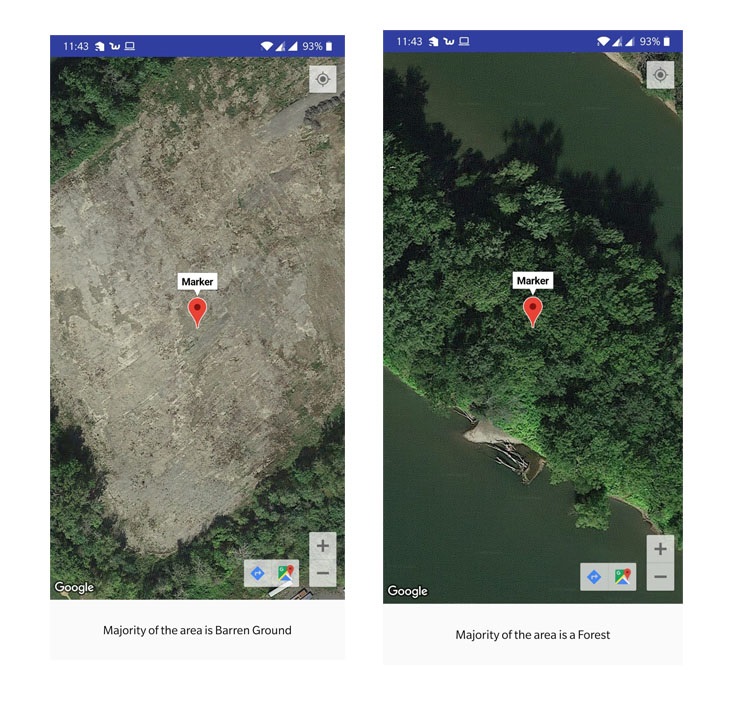 11:43
93%
Marker
Google
Majority of the area is Barren Ground
11:43
93%
Marker
Google
Majority of the area is a Forest